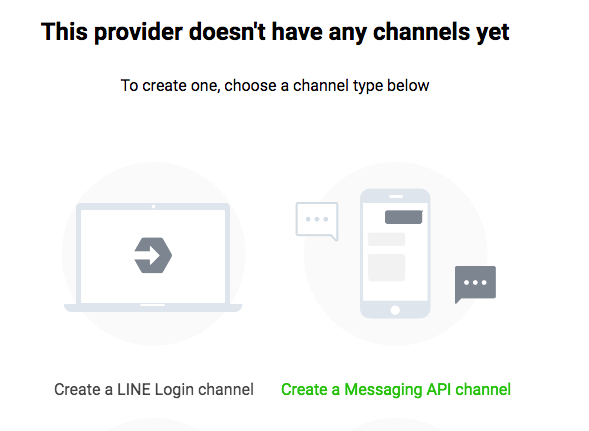 This provider doesn't have any channels yet
To create one, choose a channel type below
Create a LINE Login channel
Create a Messaging API channel